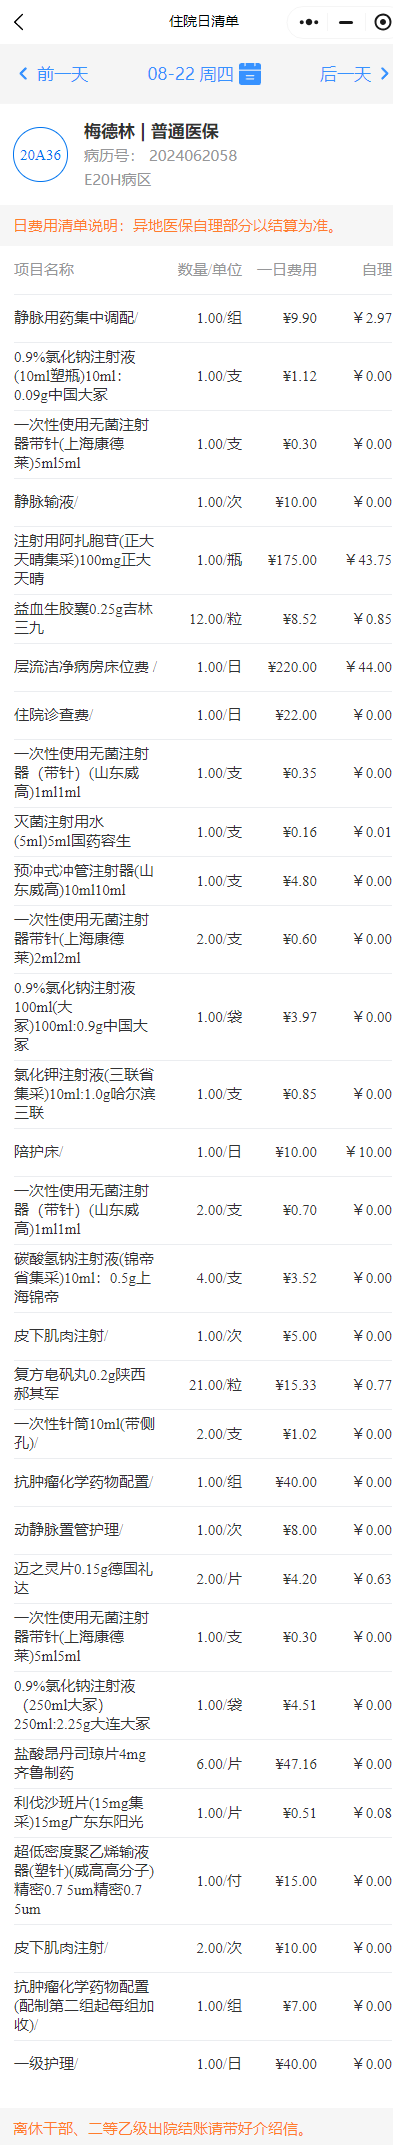 住院日清单
前一天 08-22 周四 后一天
20A36
梅德林 | 普通医保
病历号： 2024062058
E20H病区
日费用清单说明：异地医保自理部分以结算为准。
项目名称 数量/单位 一日费用 自理
静脉用药集中调配/ 1.00/组 ¥9.90 ￥2.97
0.9%氯化钠注射液
(10ml塑瓶)10ml： 1.00/支 ¥1.12 ￥0.00
0.09g中国大冢
一次性使用无菌注射
器带针(上海康德 1.00/支 ¥0.30 ￥0.00
莱)5ml5ml
静脉输液/ 1.00/次 ¥10.00 ￥0.00
注射用阿扎胞苷(正大
天晴集采)100mg正大 1.00/瓶 ¥175.00 ￥43.75
天晴
益血生胶囊0.25g吉林
三九 12.00/粒 ¥8.52 ￥0.85
层流洁净病房床位费 / 1.00/日 ¥220.00 ￥44.00
住院诊查费/ 1.00/日 ¥22.00 ￥0.00
一次性使用无菌注射
器（带针）(山东威 1.00/支 ¥0.35 ￥0.00
高)1ml1ml
灭菌注射用水
(5ml)5ml国药容生 1.00/支 ¥0.16 ￥0.01
预冲式冲管注射器(山
东威高)10ml10ml 1.00/支 ¥4.80 ￥0.00
一次性使用无菌注射
器带针(上海康德 2.00/支 ¥0.60 ￥0.00
莱)2ml2ml
0.9%氯化钠注射液
100ml(大
冢)100ml:0.9g中国大 1.00/袋 ¥3.97 ￥0.00
冢
氯化钾注射液(三联省
集采)10ml:1.0g哈尔滨 1.00/支 ¥0.85 ￥0.00
三联
陪护床/ 1.00/日 ¥10.00 ￥10.00
一次性使用无菌注射
器（带针）(山东威 2.00/支 ¥0.70 ￥0.00
高)1ml1ml
碳酸氢钠注射液(锦帝
省集采)10ml：0.5g上 4.00/支 ¥3.52 ￥0.00
海锦帝
皮下肌肉注射/ 1.00/次 ¥5.00 ￥0.00
复方皂矾丸0.2g陕西
郝其军 21.00/粒 ¥15.33 ￥0.77
一次性针筒10ml(带侧
孔)/ 2.00/支 ¥1.02 ￥0.00
抗肿瘤化学药物配置/ 1.00/组 ¥40.00 ￥0.00
动静脉置管护理/ 1.00/次 ¥8.00 ￥0.00
迈之灵片0.15g德国礼
达 2.00/片 ¥4.20 ￥0.63
一次性使用无菌注射
器带针(上海康德 1.00/支 ¥0.30 ￥0.00
莱)5ml5ml
0.9%氯化钠注射液
（250ml大冢） 1.00/袋 ¥4.51 ￥0.00
250ml:2.25g大连大冢
盐酸昂丹司琼片4mg
齐鲁制药 6.00/片 ¥47.16 ￥0.00
利伐沙班片(15mg集
采)15mg广东东阳光 1.00/片 ¥0.51 ￥0.08
超低密度聚乙烯输液
器(塑针)(威高高分子)
精密0.7 5um精密0.7 1.00/付 ¥15.00 ￥0.00
5um
皮下肌肉注射/ 2.00/次 ¥10.00 ￥0.00
抗肿瘤化学药物配置
(配制第二组起每组加 1.00/组 ¥7.00 ￥0.00
收)/
一级护理/ 1.00/日 ¥40.00 ￥0.00
离休干部、二等乙级出院结账请带好介绍信。